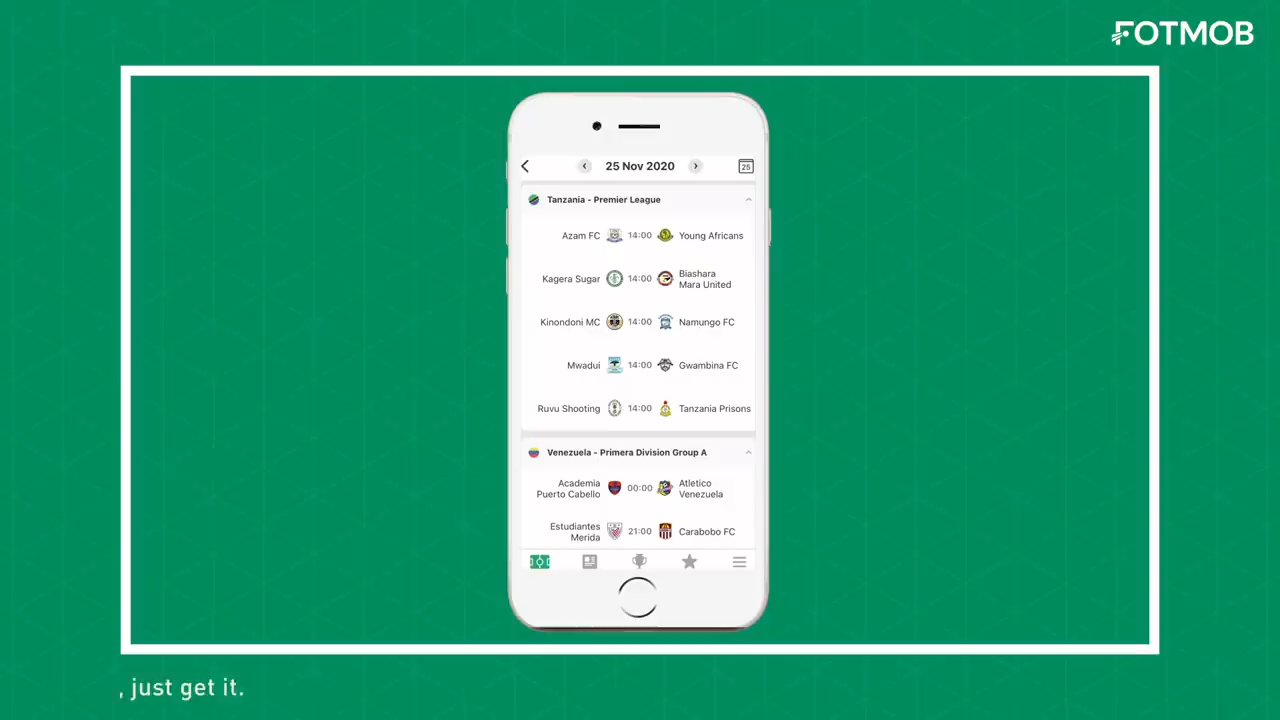 FOTMOB
25 Nov 2020
25
Tanzania - Premier League
Azam FC 14:00 Young Africans
Kagera Sugar 14:00 Biashara
Mara United
Kinondoni MC 14:00 Namungo FC
Mwadui 14:00 Gwambina FC
Ruvu Shooting 14:00 Tanzania Prisons
Venezuela - Primera Division Group A
Academia
Puerto Cabello 00:00 Atletico
Venezuela
Estudiantes
Merida 21:00 Carabobo FC
, just get it.